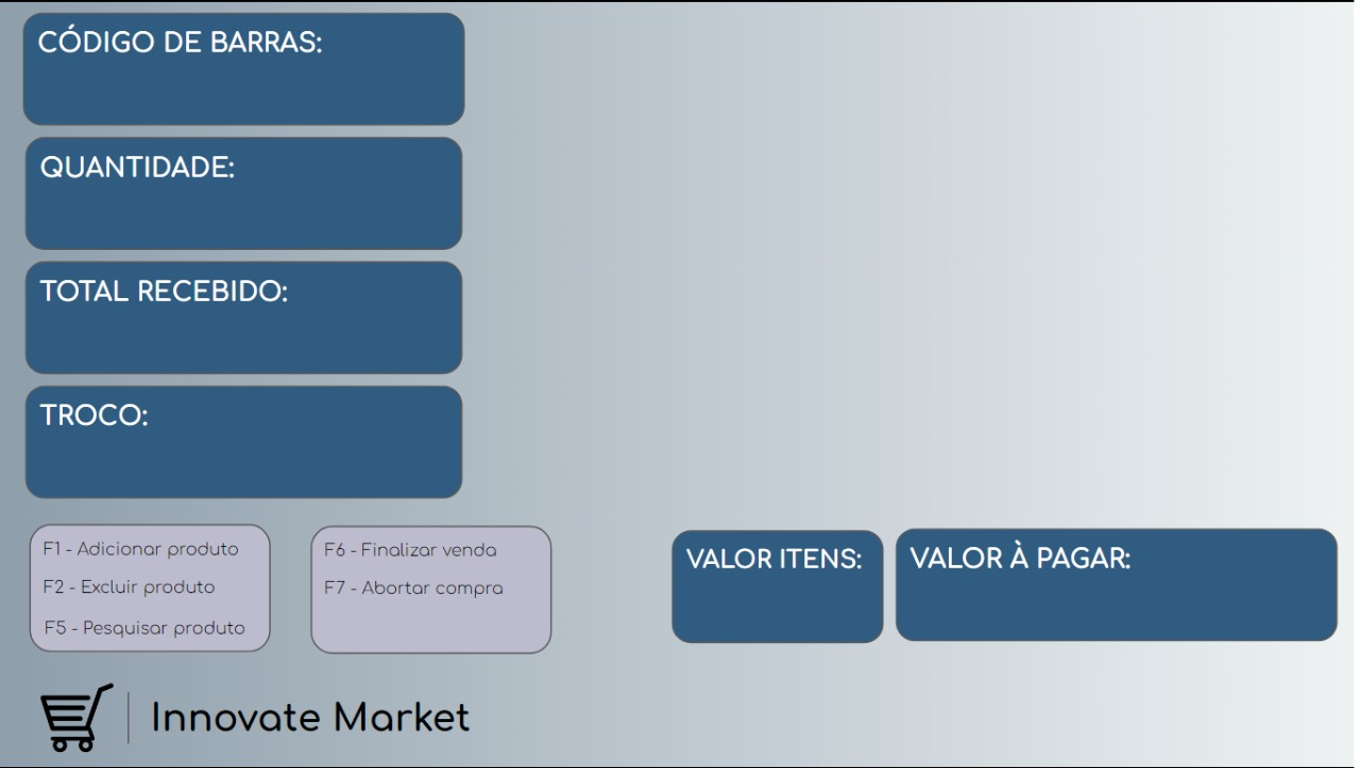 CÓDIGO DE BARRAS:
QUANTIDADE:
TOTAL RECEBIDO:
TROCO:
F1 - Adicionar produto
F2 - Excluir produto
F5 - Pesquisar produto
F6 - Finalizar venda
F7 - Abortar compra
VALOR ITENS:
VALOR À PAGAR:
Innovate Market